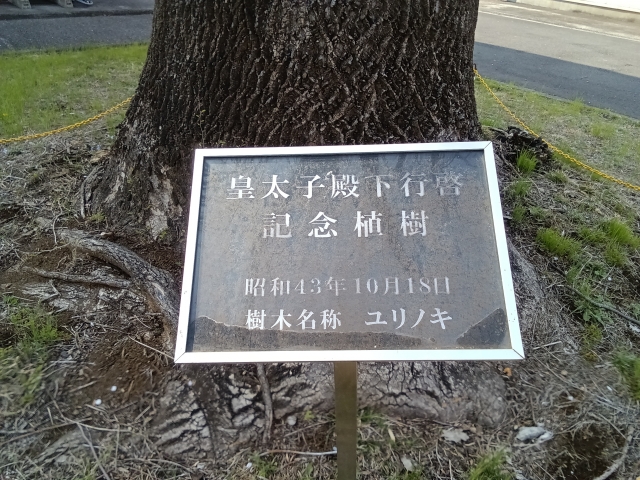 皇太子殿下行啓
記念植樹
昭和43年10月18日
樹木名称 ユリノキ